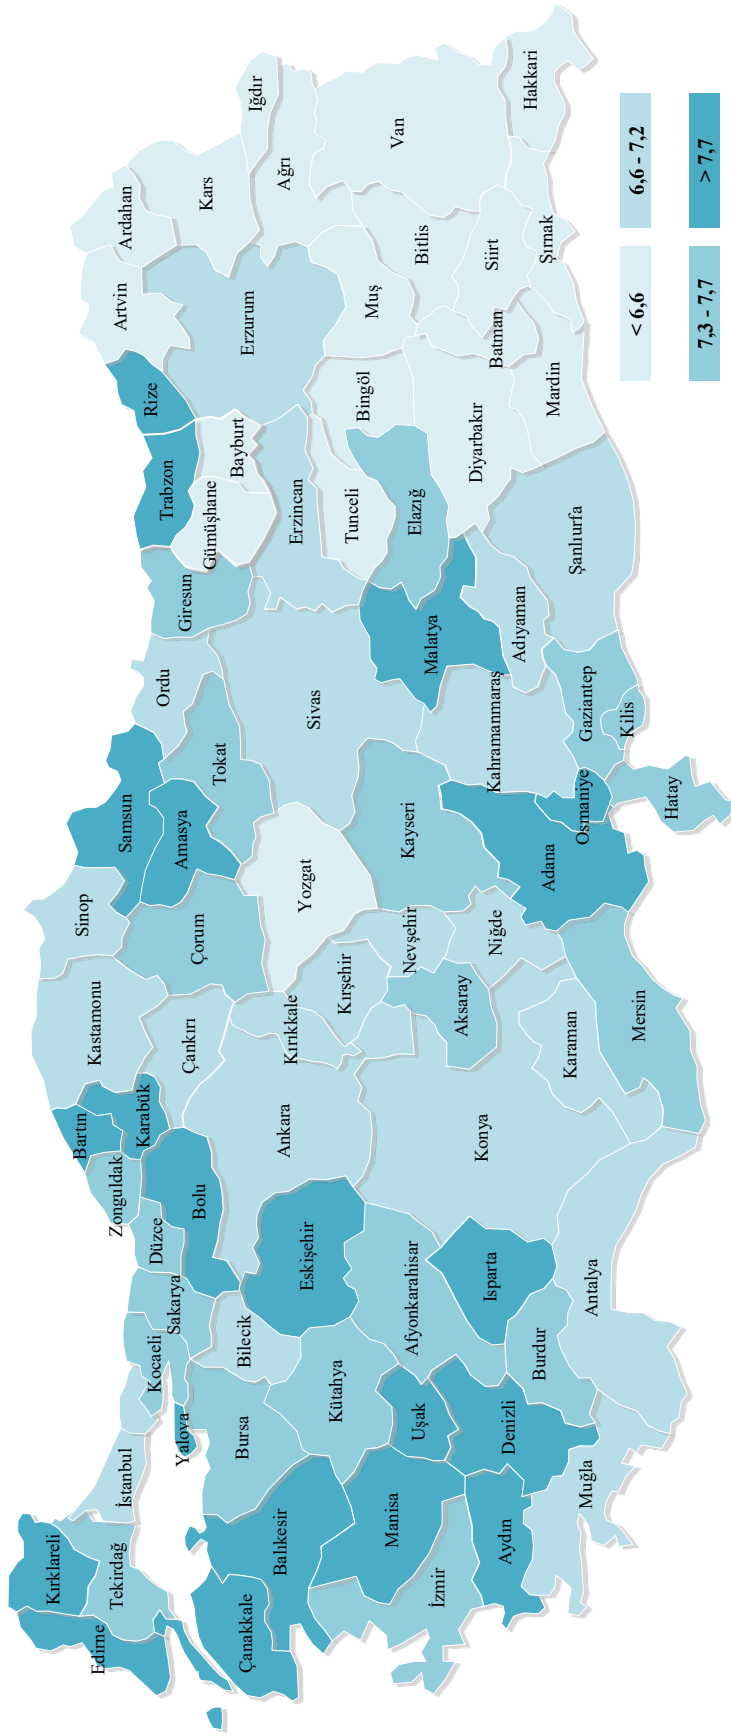 Edirne
Kırklareli
Tekirdağ
İstanbul
Yalova
Kocaeli
Sakarya
Düzce
Zonguldak
Bartın
Karabük
Kastamonu
Sinop
Samsun
Ordu
Giresun
Trabzon
Rize
Artvin
Ardahan
Çanakkale
Balıkesir
Bursa
Bilecik
Bolu
Çankırı
Çorum
Amasya
Tokat
Gümüşhane
Bayburt
Erzurum
Kars
Iğdır
Ağrı
Manisa
Kütahya
Eskişehir
Ankara
Kırıkkale
Kırşehir
Yozgat
Sivas
Erzincan
Tunceli
Bingöl
Muş
Van
İzmir
Uşak
Afyonkarahisar
Nevşehir
Kayseri
Malatya
Elazığ
Bitlis
Aydın
Denizli
Isparta
Konya
Aksaray
Niğde
Kahramanmaraş
Adıyaman
Diyarbakır
Batman
Siirt
Hakkari
Muğla
Burdur
Antalya
Karaman
Mersin
Adana
Osmaniye
Gaziantep
Kilis
Hatay
Şanlıurfa
Mardin
Şırnak
< 6,6
6,6 - 7,2
7,3 - 7,7
> 7,7